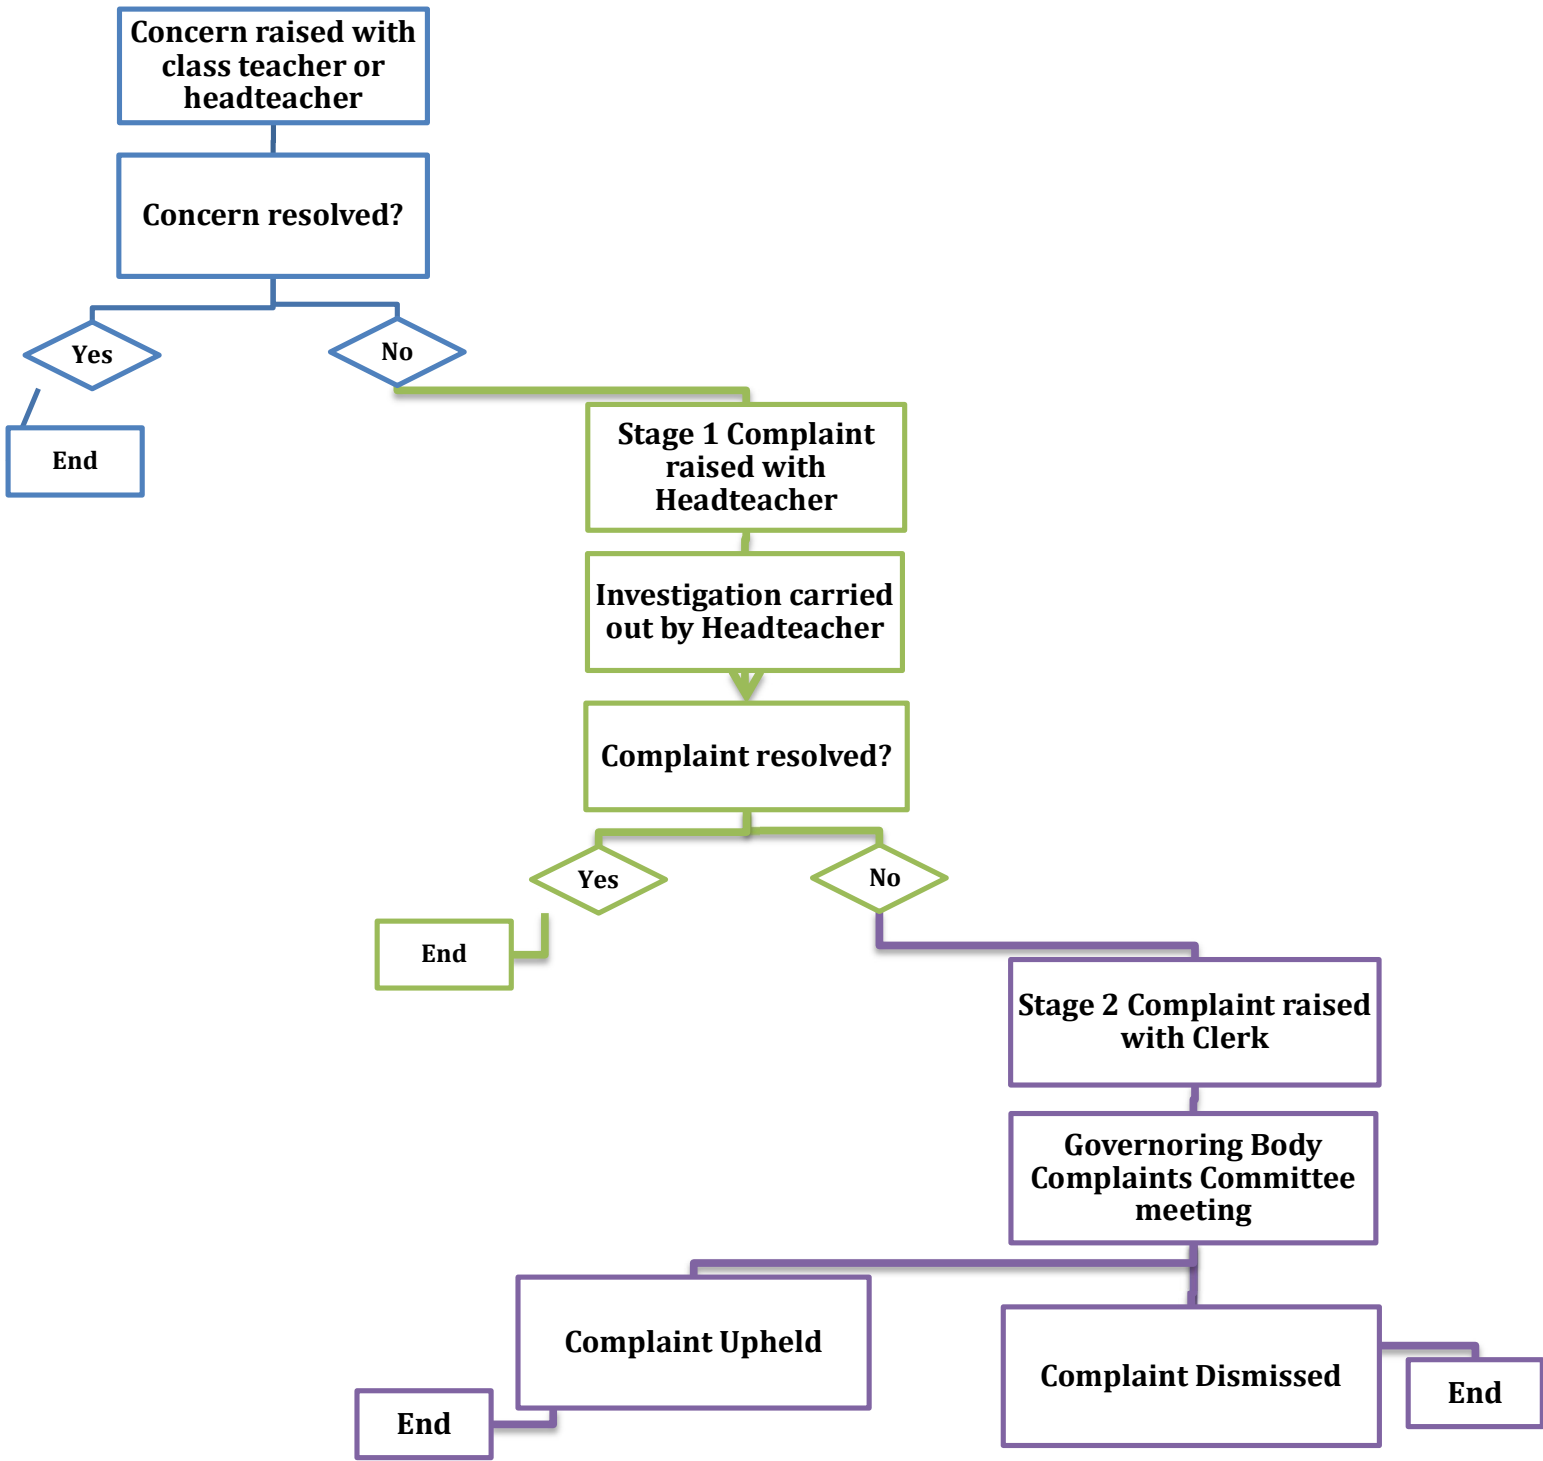 Concern raised with
class teacher or
headteacher
Concern resolved?
Yes
No
End
Stage 1 Complaint
raised with
Headteacher
Investigation carried
out by Headteacher
Complaint resolved?
Yes
No
End
Stage 2 Complaint raised
with Clerk
Governoring Body
Complaints Committee
meeting
Complaint Upheld
Complaint Dismissed
End
End